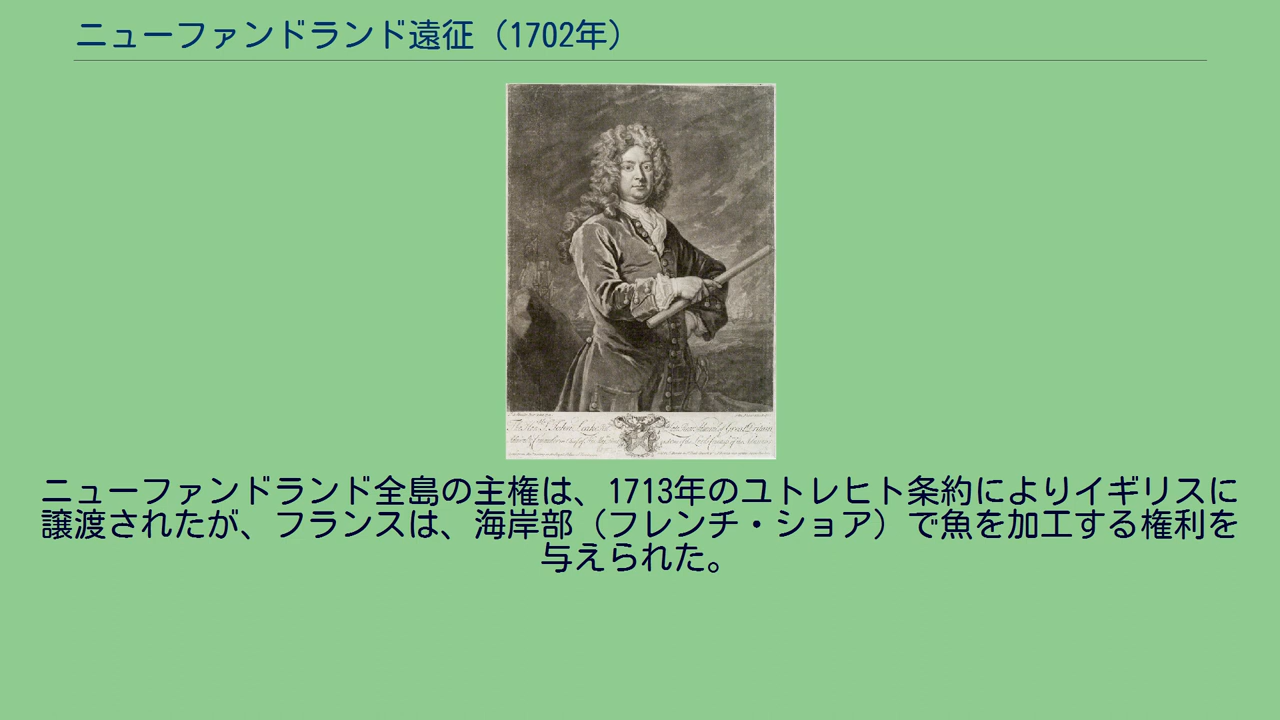 ニューファンドランド遠征（1702年）
ニューファンドランド全島の主権は、1713年のユトレヒト条約によりイギリスに
譲渡されたが、フランスは、海岸部（フレンチ・ショア）で魚を加工する権利を
与えられた。